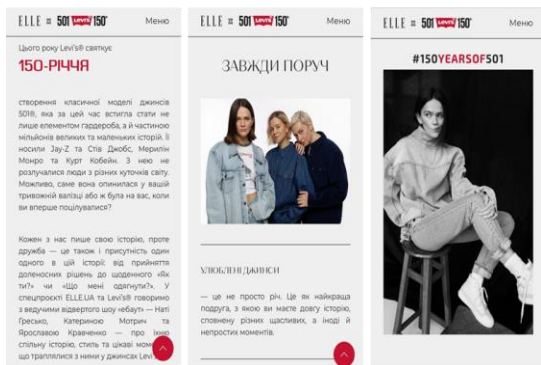 ELLE = 501 Levi's 150° Меню
Цього року Levi's® святкує
150-РІЧЧЯ
створення класичної моделі джинсів
501®, яка за цей час встигла стати не
лише елементом гардероба, а й частиною
мільйонів великих та маленьких історій. Її
носили Jay-Z та Стів Джобс, Мерилін
Монро та Курт Кобейн. З нею не
розлучалися люди з різних куточків світу.
Можливо, саме вона опинилася у вашій
тривожній валізі або ж була на вас, коли
ви вперше поцілувалися?
Кожен з нас пише свою історію, проте
дружба — це також і присутність один
одного в цій історії: від прийняття
доленосних рішень до щоденного «Як
ти?» чи «Що мені одягнути?». У
спецпроєкті ELLE.UA та Levi's® говоримо
з ведучими відвертого шоу «ебаут» — Наті
Гресько, Катериною Мотрич та
Ярославою Кравченко — про їхню
спільну історію, стиль та цікаві
що траплялися з ними у джинсах Levi
ELLE = 501 Levi's 150° Меню
ЗАВЖДИ ПОРУЧ
УЛЮБЛЕНІ ДЖИНСИ
— це не просто річ. Це як найкраща
подруга, з якою ви маєте довгу історію,
сповнену різних щасливих, а іноді й
непростих моментів.
ELLE = 501 Levi's 150° Меню
#150YEARSOF501